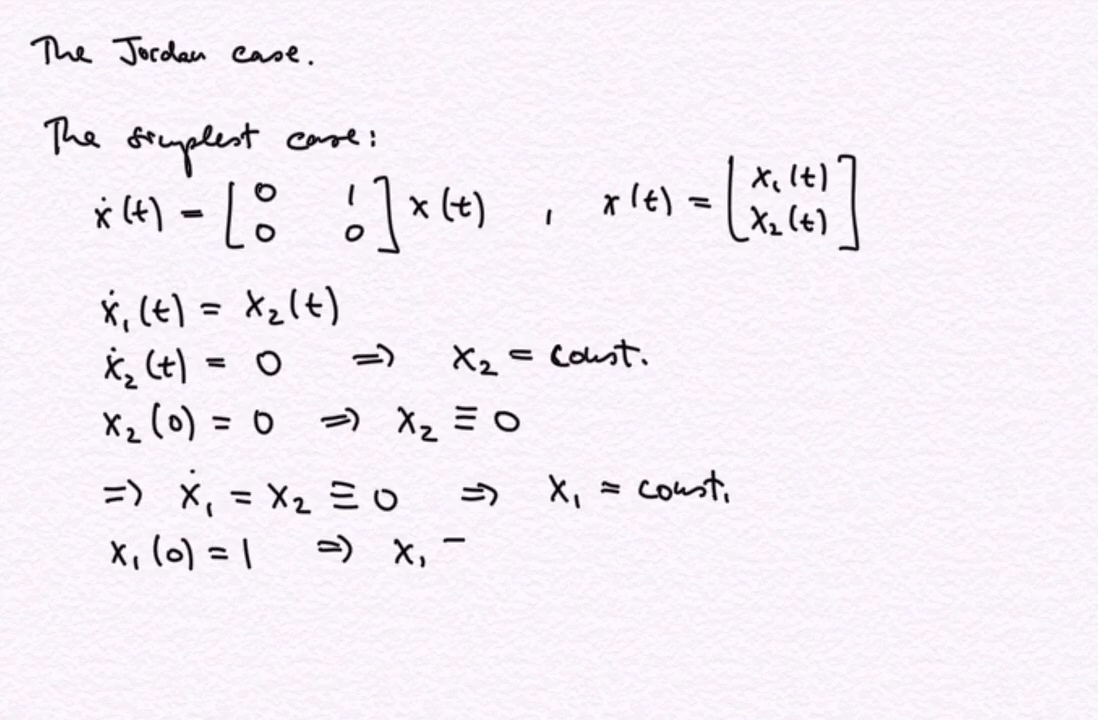 The Jordan case.
The simplest case:
ẋ(t) = [0 1; 0 0] x(t) , x(t) = [x₁(t); x₂(t)]
ẋ₁(t) = x₂(t)
ẋ₂(t) = 0 ⇒ x₂ = const.
x₂(0) = 0 ⇒ x₂ ≡ 0
⇒ ẋ₁ = x₂ ≡ 0 ⇒ x₁ = const.
x₁(0) = 1 ⇒ x₁ −